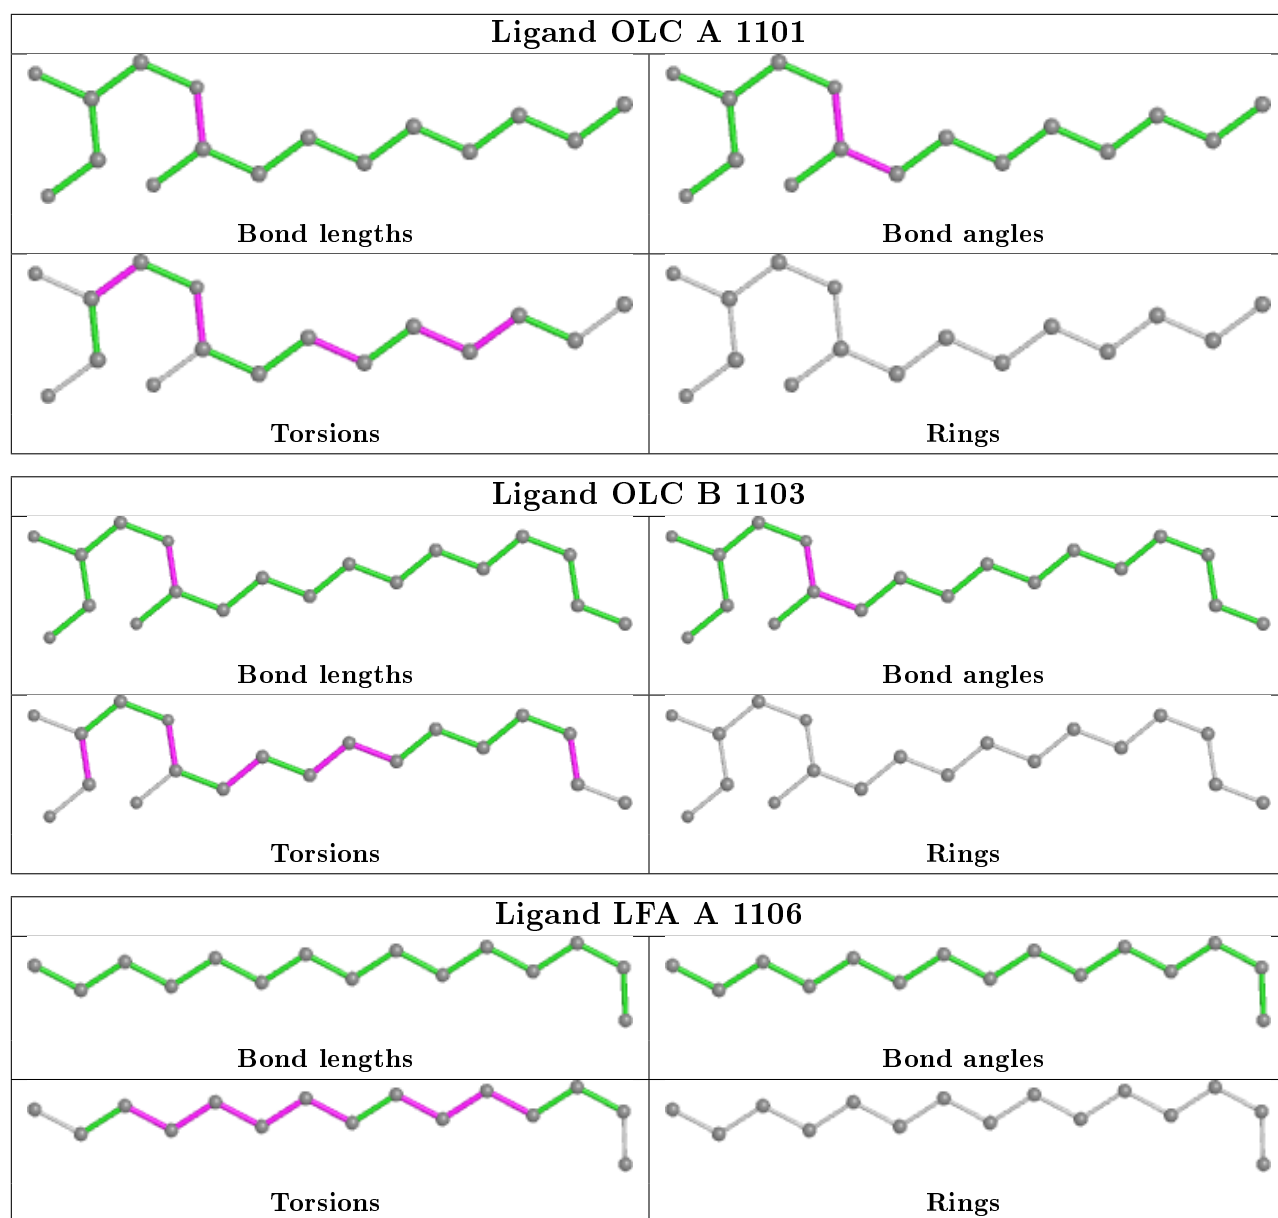 Ligand OLC A 1101
Bond lengths
Bond angles
Torsions
Rings
Ligand OLC B 1103
Bond lengths
Bond angles
Torsions
Rings
Ligand LFA A 1106
Bond lengths
Bond angles
Torsions
Rings